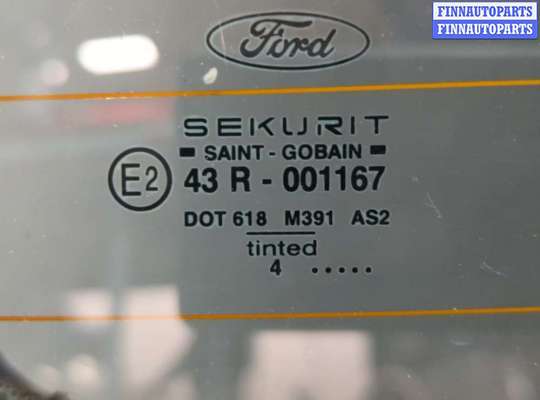 FINNAUTOPARTS
FINNAUTOPARTS
Ford
SEKURIT
SAINT - GOBAIN
E2 43 R - 001167
DOT 618 M391 AS2
tinted
4 .....